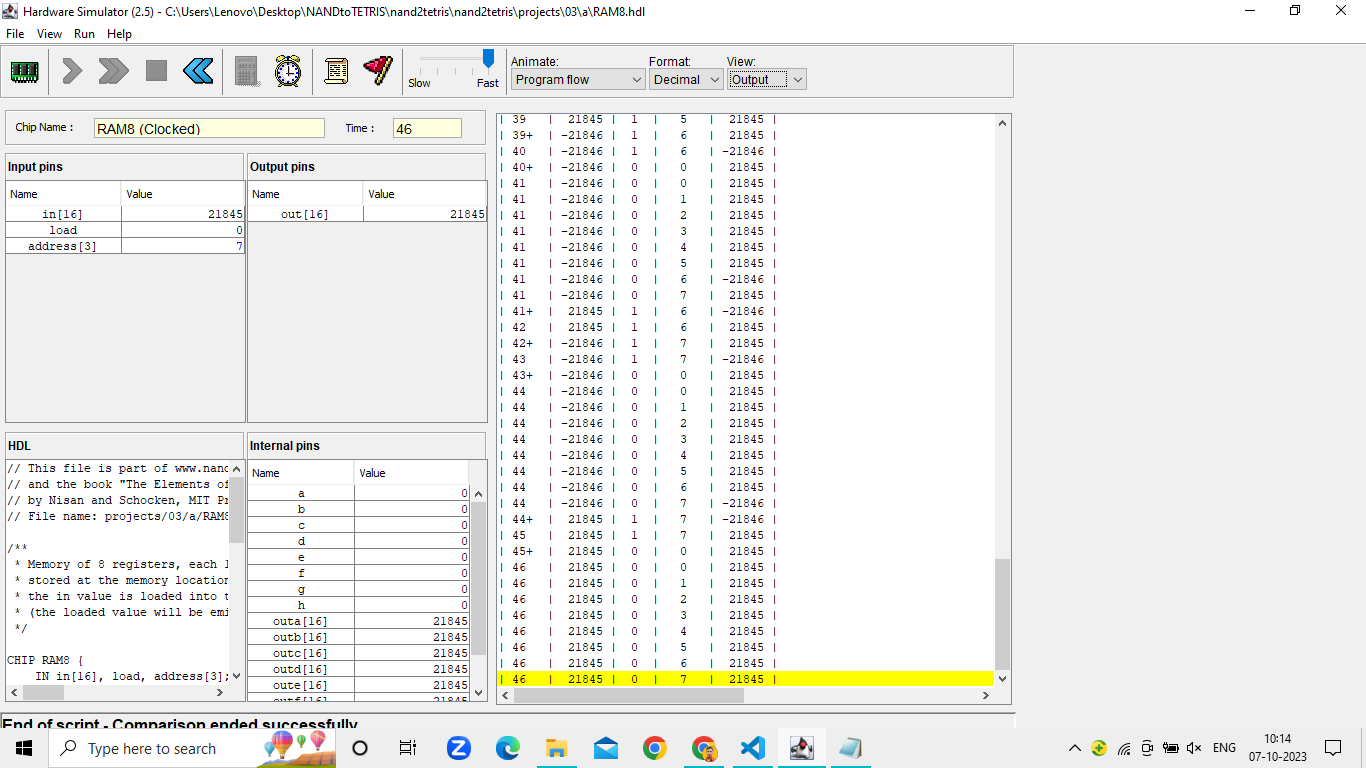 Hardware Simulator (2.5) - C:\Users\Lenovo\Desktop\NANDtoTETRIS\nand2tetris\nand2tetris\projects\03\a\RAM8.hdl
File View Run Help
Slow Fast
Animate: Format: View:
Program flow Decimal Output
Chip Name : RAM8 (Clocked) Time : 46
Input pins
Name Value
in[16] 21845
load 0
address[3] 7
Output pins
Name Value
out[16] 21845
HDL
// This file is part of www.nand
// and the book "The Elements of
// by Nisan and Schocken, MIT Pr
// File name: projects/03/a/RAM8
/**
* Memory of 8 registers, each 1
* stored at the memory location
* the in value is loaded into t
* (the loaded value will be emi
*/
CHIP RAM8 {
IN in[16], load, address[3];
Internal pins
Name Value
a 0
b 0
c 0
d 0
e 0
f 0
g 0
h 0
outa[16] 21845
outb[16] 21845
outc[16] 21845
outd[16] 21845
oute[16] 21845
outf[16] 21845
| 39 | 21845 | 1 | 5 | 21845 |
| 39+ | -21846 | 1 | 6 | 21845 |
| 40 | -21846 | 1 | 6 | -21846 |
| 40+ | -21846 | 0 | 0 | 21845 |
| 41 | -21846 | 0 | 0 | 21845 |
| 41 | -21846 | 0 | 1 | 21845 |
| 41 | -21846 | 0 | 2 | 21845 |
| 41 | -21846 | 0 | 3 | 21845 |
| 41 | -21846 | 0 | 4 | 21845 |
| 41 | -21846 | 0 | 5 | 21845 |
| 41 | -21846 | 0 | 6 | -21846 |
| 41 | -21846 | 0 | 7 | 21845 |
| 41+ | 21845 | 1 | 6 | -21846 |
| 42 | 21845 | 1 | 6 | 21845 |
| 42+ | -21846 | 1 | 7 | 21845 |
| 43 | -21846 | 1 | 7 | -21846 |
| 43+ | -21846 | 0 | 0 | 21845 |
| 44 | -21846 | 0 | 0 | 21845 |
| 44 | -21846 | 0 | 1 | 21845 |
| 44 | -21846 | 0 | 2 | 21845 |
| 44 | -21846 | 0 | 3 | 21845 |
| 44 | -21846 | 0 | 4 | 21845 |
| 44 | -21846 | 0 | 5 | 21845 |
| 44 | -21846 | 0 | 6 | 21845 |
| 44 | -21846 | 0 | 7 | -21846 |
| 44+ | 21845 | 1 | 7 | -21846 |
| 45 | 21845 | 1 | 7 | 21845 |
| 45+ | 21845 | 0 | 0 | 21845 |
| 46 | 21845 | 0 | 0 | 21845 |
| 46 | 21845 | 0 | 1 | 21845 |
| 46 | 21845 | 0 | 2 | 21845 |
| 46 | 21845 | 0 | 3 | 21845 |
| 46 | 21845 | 0 | 4 | 21845 |
| 46 | 21845 | 0 | 5 | 21845 |
| 46 | 21845 | 0 | 6 | 21845 |
| 46 | 21845 | 0 | 7 | 21845 |
End of script - Comparison ended successfully
Type here to search
ENG
10:14
07-10-2023